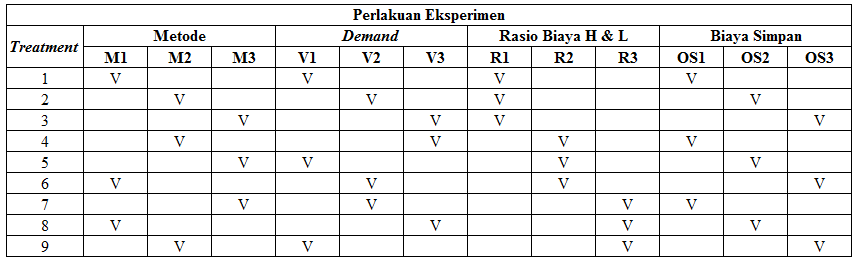 Perlakuan Eksperimen
Treatment Metode Demand Rasio Biaya H & L Biaya Simpan
M1 M2 M3 V1 V2 V3 R1 R2 R3 OS1 OS2 OS3
1 V V V V
2 V V V V
3 V V V V
4 V V V V
5 V V V V
6 V V V V
7 V V V V
8 V V V V
9 V V V V